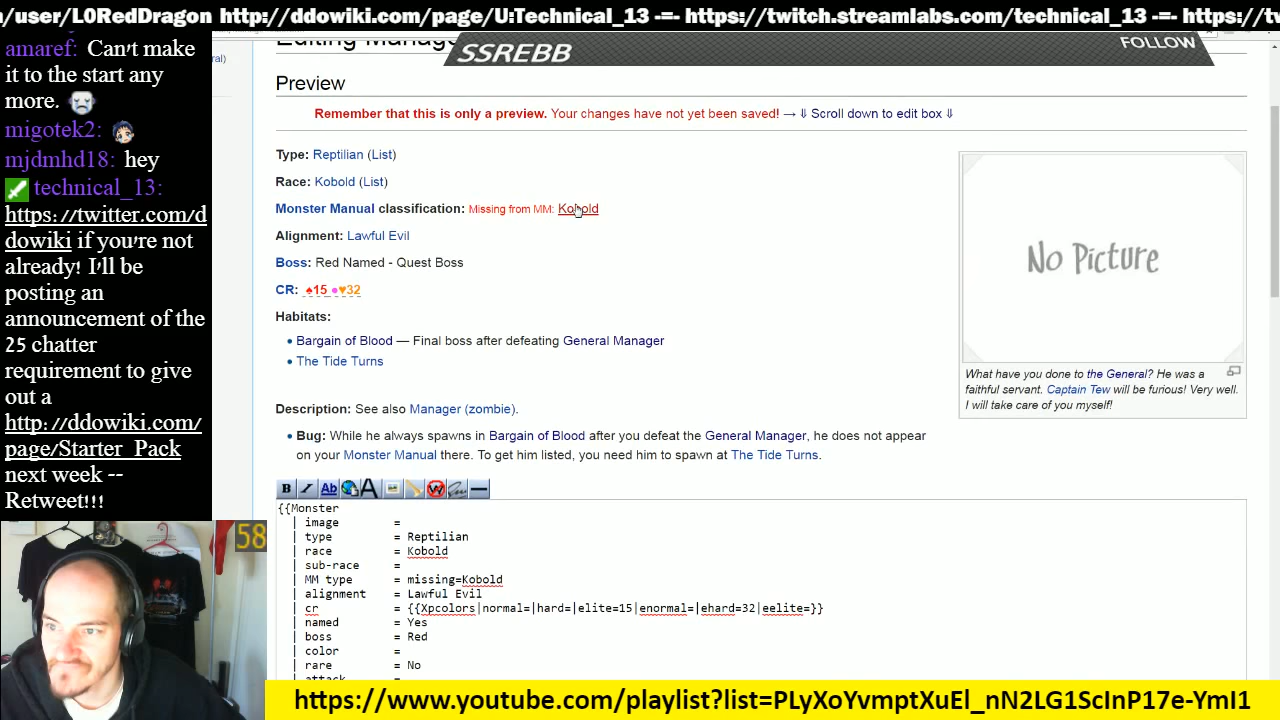 /user/L0RedDragon http://ddowiki.com/page/U:Technical_13 -=- https://twitch.streamlabs.com/technical_13 -=- https://t
amaref: Can't make
it to the start any
more.
migotek2:
mjdmhd18: hey
technical_13:
https://twitter.com/d
dowiki if you're not
already! I'll be
posting an
announcement of the
25 chatter
requirement to give
out a
http://ddowiki.com/
page/Starter_Pack
next week --
Retweet!!!
58
ral)
Editing Manage
SSREBB
FOLLOW
Preview
Remember that this is only a preview. Your changes have not yet been saved! → ⇓ Scroll down to edit box ⇓
Type: Reptilian (List)
Race: Kobold (List)
Monster Manual classification: Missing from MM: Kobold
Alignment: Lawful Evil
Boss: Red Named - Quest Boss
CR: ♠15 ●♥32
Habitats:
• Bargain of Blood — Final boss after defeating General Manager
• The Tide Turns
No Picture
What have you done to the General? He was a
faithful servant. Captain Tew will be furious! Very well.
I will take care of you myself!
Description: See also Manager (zombie).
• Bug: While he always spawns in Bargain of Blood after you defeat the General Manager, he does not appear
on your Monster Manual there. To get him listed, you need him to spawn at The Tide Turns.
B I Ab A W
{{Monster
| image =
| type = Reptilian
| race = Kobold
| sub-race =
| MM type = missing=Kobold
| alignment = Lawful Evil
| cr = {{Xpcolors|normal=|hard=|elite=15|enormal=|ehard=32|eelite=}}
| named = Yes
| boss = Red
| color =
| rare = No
| attack =
https://www.youtube.com/playlist?list=PLyXoYvmptXuEl_nN2LG1ScInP17e-YmI1